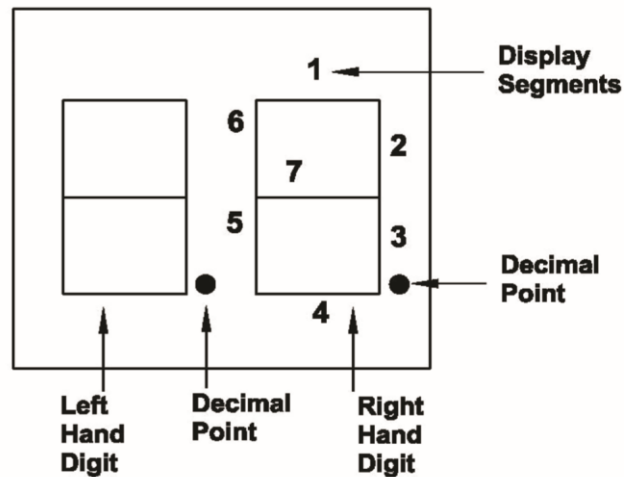 1
Display
Segments
6
2
7
5
3
Decimal
Point
4
Left
Hand
Digit
Decimal
Point
Right
Hand
Digit